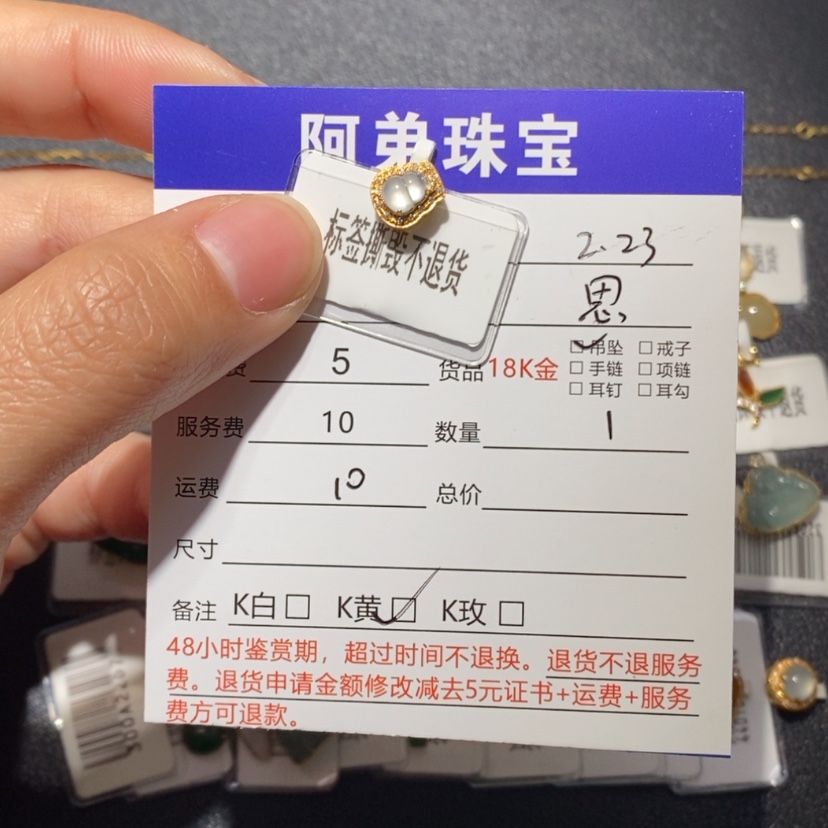 阿弟珠宝
标签撕毁不退货
2.23
思
费 5 货品 18K金 ☑吊坠 □戒子
□手链 □项链
□耳钉 □耳勾
服务费 10 数量 1
运费 10 总价
尺寸
备注 K白□ K黄☑ K玫□
48小时鉴赏期，超过时间不退换。退货不退服务
费。退货申请金额修改减去5元证书+运费+服务
费方可退款。